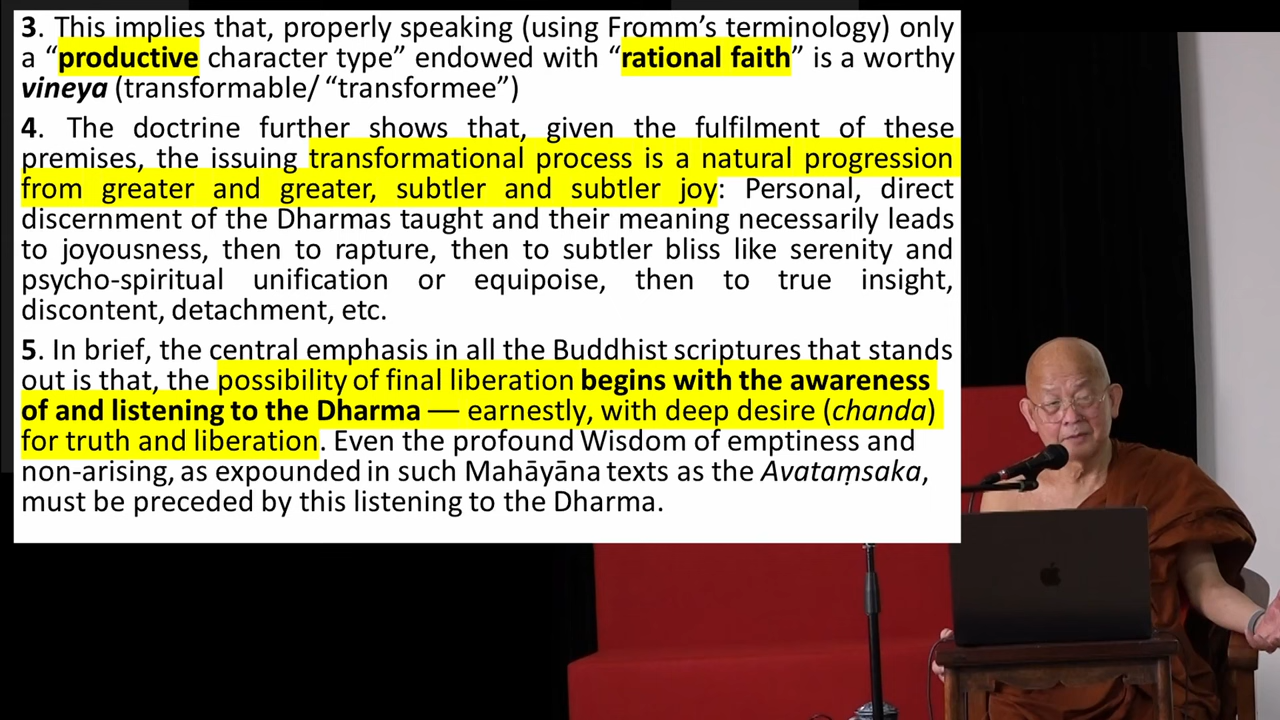 3. This implies that, properly speaking (using Fromm’s terminology) only
a “productive character type” endowed with “rational faith” is a worthy
vineya (transformable/ “transformee”)
4. The doctrine further shows that, given the fulfilment of these
premises, the issuing transformational process is a natural progression
from greater and greater, subtler and subtler joy: Personal, direct
discernment of the Dharmas taught and their meaning necessarily leads
to joyousness, then to rapture, then to subtler bliss like serenity and
psycho-spiritual unification or equipoise, then to true insight,
discontent, detachment, etc.
5. In brief, the central emphasis in all the Buddhist scriptures that stands
out is that, the possibility of final liberation begins with the awareness
of and listening to the Dharma — earnestly, with deep desire (chanda)
for truth and liberation. Even the profound Wisdom of emptiness and
non-arising, as expounded in such Mahāyāna texts as the Avataṃsaka,
must be preceded by this listening to the Dharma.